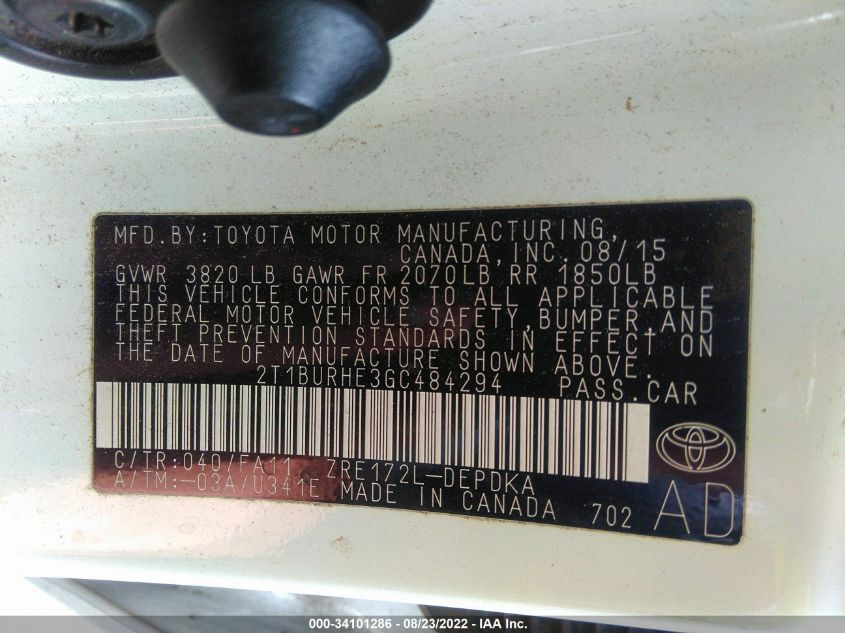 MFD.BY:TOYOTA MOTOR MANUFACTURING,
CANADA, INC. 08/15
GVWR 3820 LB GAWR FR 2070LB RR 1850LB
THIS VEHICLE CONFORMS TO ALL APPLICABLE
FEDERAL MOTOR VEHICLE SAFETY, BUMPER, AND
THEFT PREVENTION STANDARDS IN EFFECT ON
THE DATE OF MANUFACTURE SHOWN ABOVE.
2T1BURHE3GC484294 PASS.CAR
C/TR:040/FA11 ZRE172L-DEPDKA
A/TM:-03A/U341E MADE IN CANADA 702
AD
000-34101286 - 08/23/2022 - IAA Inc.